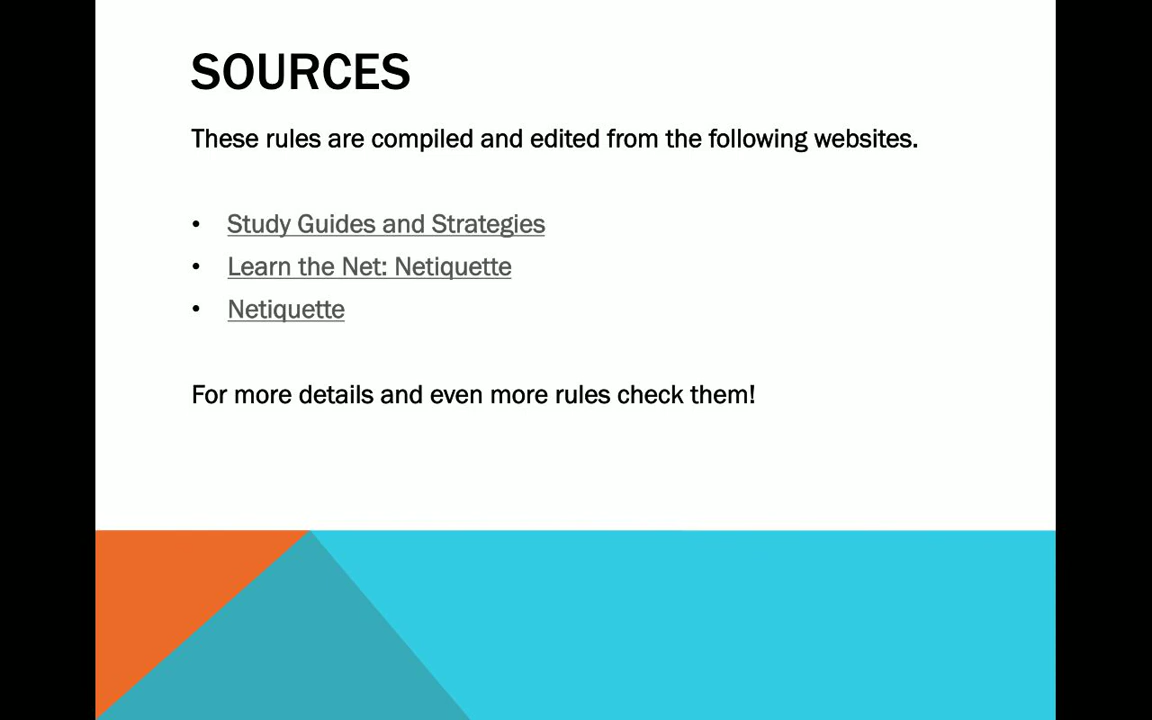 SOURCES
These rules are compiled and edited from the following websites.
• Study Guides and Strategies
• Learn the Net: Netiquette
• Netiquette
For more details and even more rules check them!